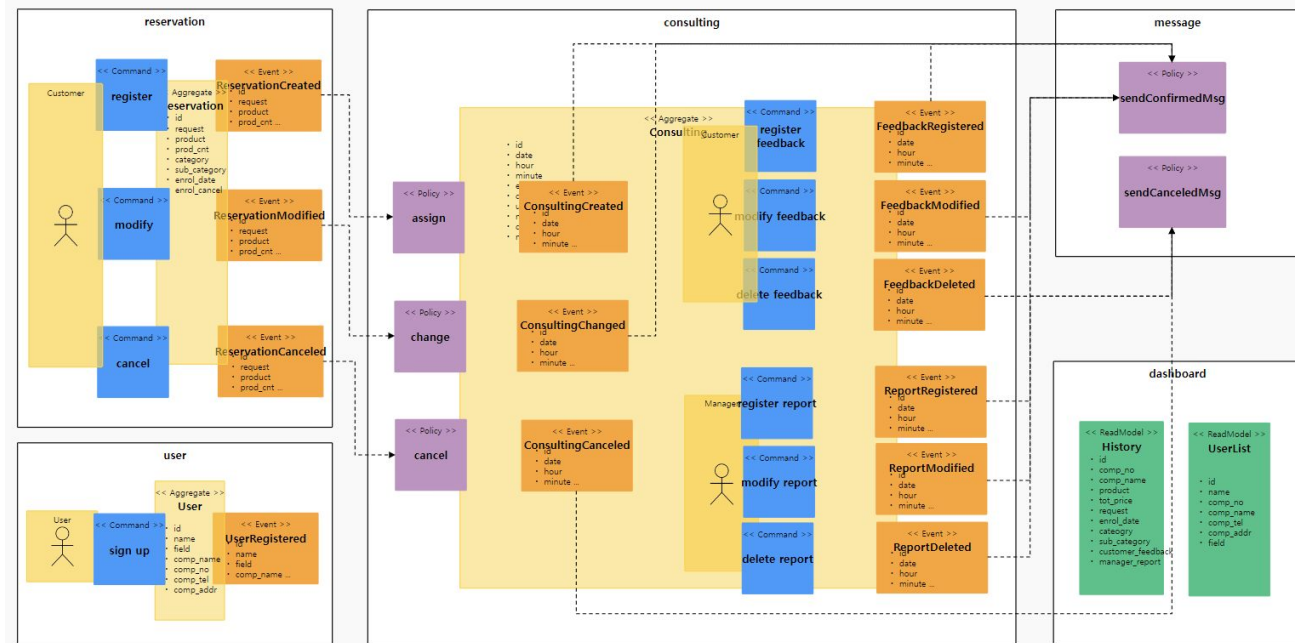 reservation
Customer
<< Command >>
register
<< Command >>
modify
<< Command >>
cancel
Aggregate >>
eservation
id
request
product
prod_cnt
category
sub_category
enrol_date
enrol_cancel
<< Event >>
ReservationCreated
id
request
product
prod_cnt ...
<< Event >>
ReservationModified
id
request
product
prod_cnt ...
<< Event >>
ReservationCanceled
id
request
product
prod_cnt ...
user
User
<< Command >>
sign up
<< Aggregate >>
User
id
name
field
comp_name
comp_no
comp_tel
comp_addr
<< Event >>
UserRegistered
id
name
field
comp_name ...
consulting
<< Policy >>
assign
<< Policy >>
change
<< Policy >>
cancel
<< Aggregate >>
Consulting
id
date
hour
minute
<< Event >>
ConsultingCreated
id
date
hour
minute ...
<< Event >>
ConsultingChanged
id
date
hour
minute ...
<< Event >>
ConsultingCanceled
id
date
hour
minute ...
Customer
<< Command >>
register
feedback
<< Command >>
modify feedback
<< Command >>
delete feedback
Manager
<< Command >>
register report
<< Command >>
modify report
<< Command >>
delete report
<< Event >>
FeedbackRegistered
id
date
hour
minute ...
<< Event >>
FeedbackModified
id
date
hour
minute ...
<< Event >>
FeedbackDeleted
id
date
hour
minute ...
<< Event >>
ReportRegistered
id
date
hour
minute ...
<< Event >>
ReportModified
id
date
hour
minute ...
<< Event >>
ReportDeleted
id
date
hour
minute ...
message
<< Policy >>
sendConfirmedMsg
<< Policy >>
sendCanceledMsg
dashboard
<< ReadModel >>
History
id
comp_no
comp_name
product
tot_price
request
enrol_date
cateogry
sub_category
customer_feedback
manager_report
<< ReadModel >>
UserList
id
name
comp_no
comp_name
comp_tel
comp_addr
field